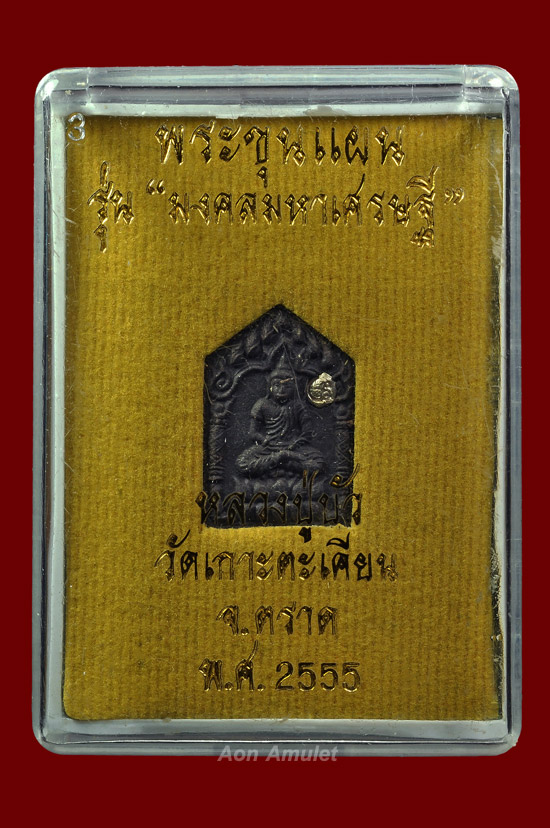 3
พระขุนแผน
รุ่น “มงคลมหาเศรษฐี”
หลวงปู่บัว
วัดเกาะตะเคียน
จ.ตราด
พ.ศ. 2555
Aon Amulet